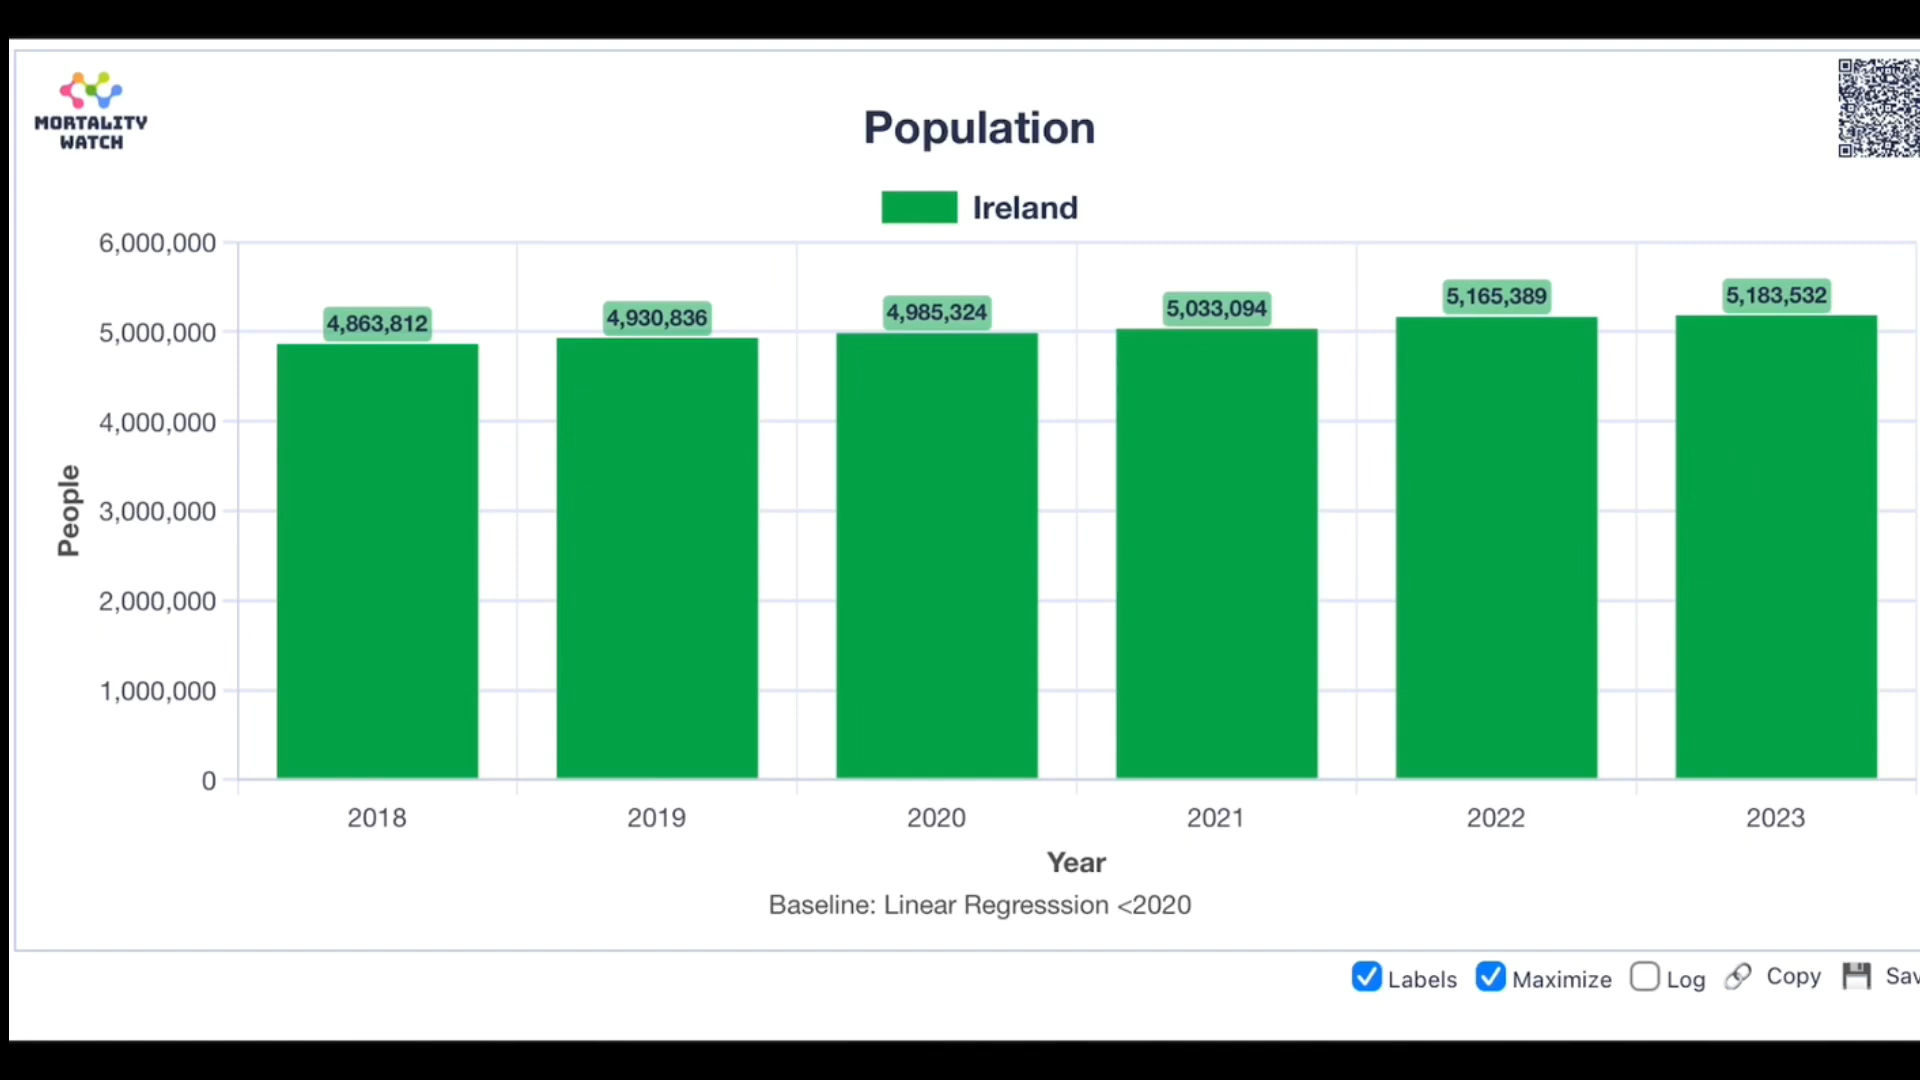 MORTALITY
WATCH
Population
Ireland
6,000,000
5,000,000
4,000,000
3,000,000
2,000,000
1,000,000
0
People
4,863,812
4,930,836
4,985,324
5,033,094
5,165,389
5,183,532
2018
2019
2020
2021
2022
2023
Year
Baseline: Linear Regresssion <2020
Labels Maximize Log Copy Sav